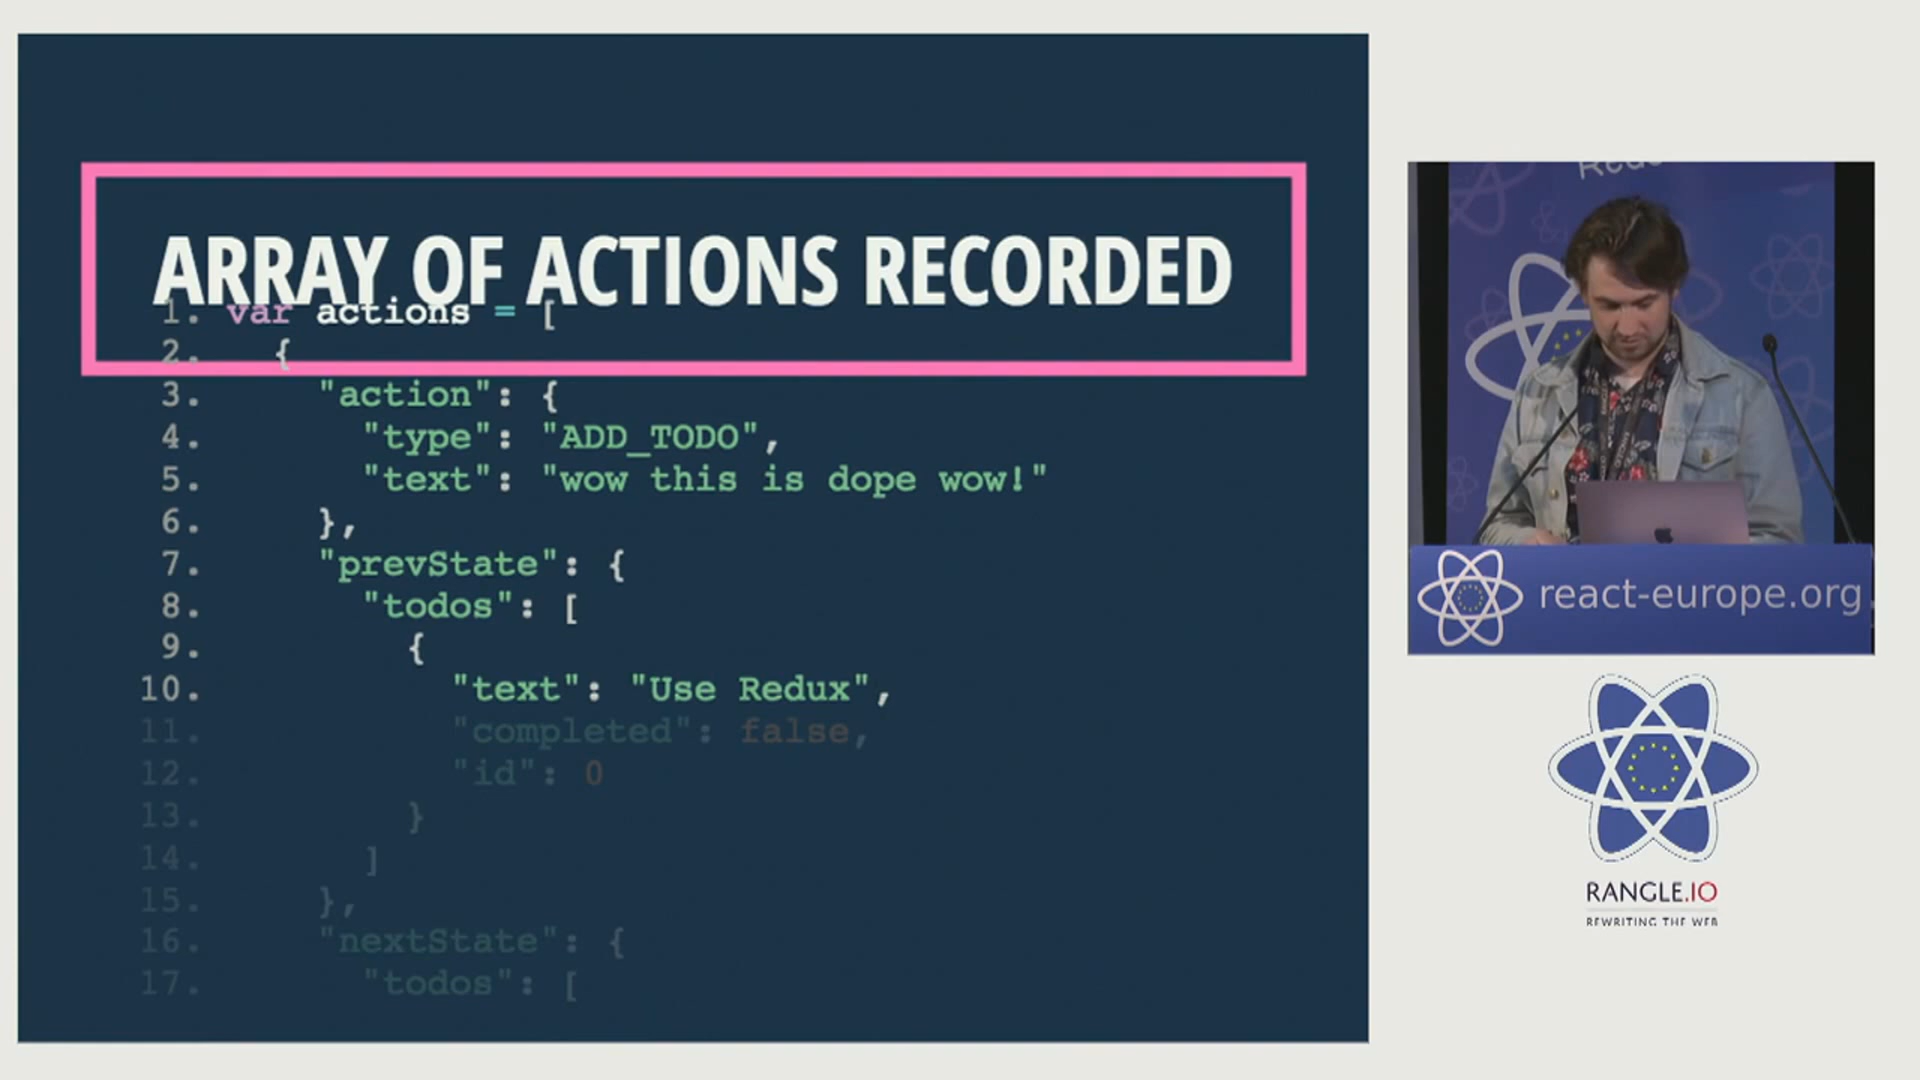 ARRAY OF ACTIONS RECORDED
1. var actions = [
2. {
3. "action": {
4. "type": "ADD_TODO",
5. "text": "wow this is dope wow!"
6. },
7. "prevState": {
8. "todos": [
9. {
10. "text": "Use Redux",
11. "completed": false,
12. "id": 0
13. }
14. ]
15. },
16. "nextState": {
17. "todos": [
react-europe.org
RANGLE.IO
REWRITING THE WEB